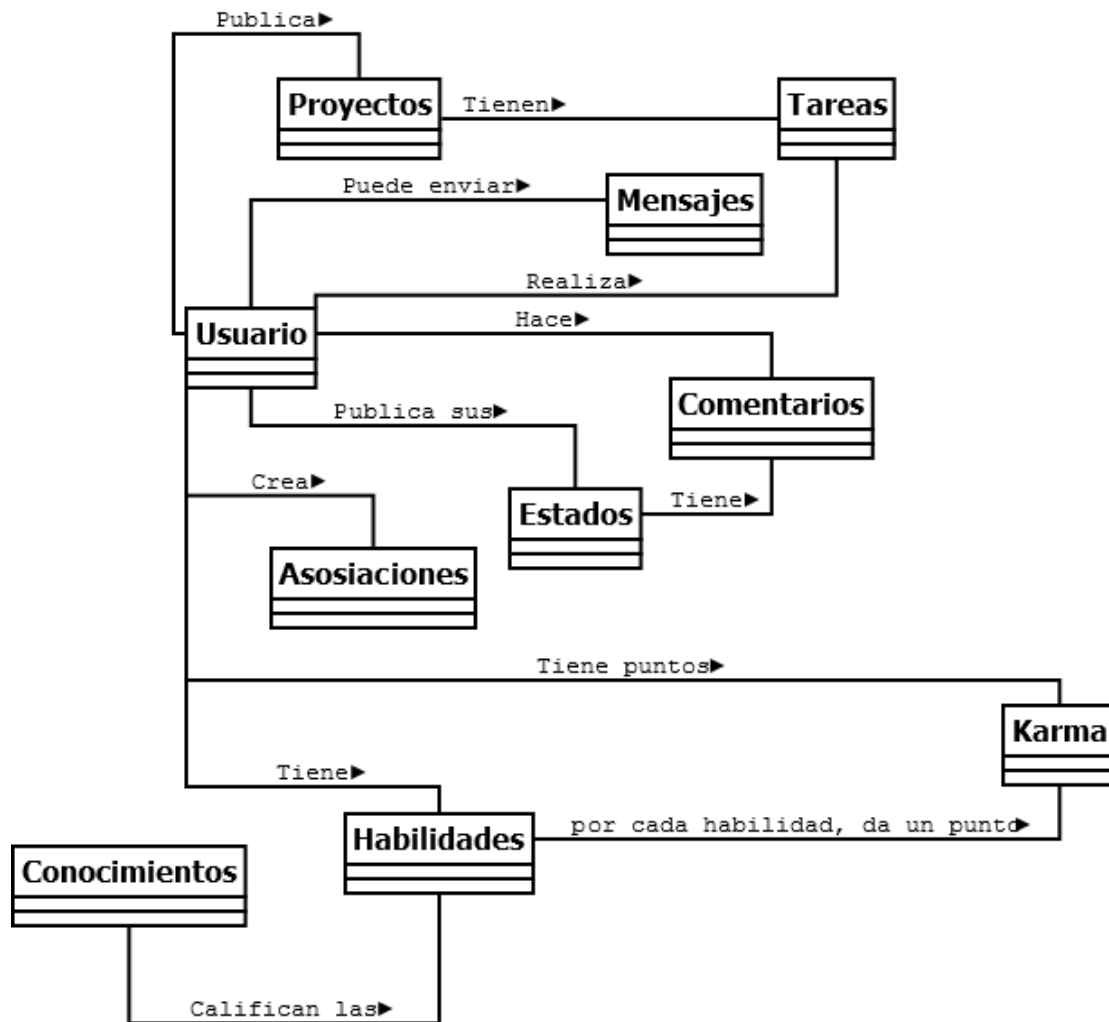 Publica►
Proyectos
Tienen►
Tareas
Puede enviar►
Mensajes
Realiza►
Usuario
Hace►
Comentarios
Publica sus►
Crea►
Estados
Tiene►
Asosiaciones
Tiene puntos►
Karma
Tiene►
Habilidades
por cada habilidad, da un punto►
Conocimientos
Califican las►